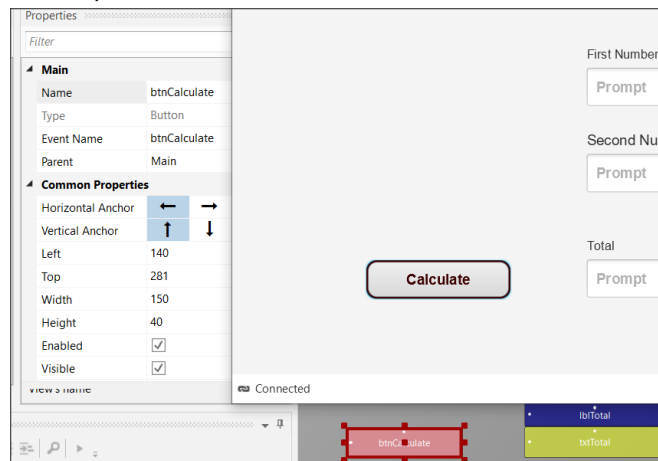 Properties
Filter
Main
Name btnCalculate
Type Button
Event Name btnCalculate
Parent Main
Common Properties
Horizontal Anchor
Vertical Anchor
Left 140
Top 281
Width 150
Height 40
Enabled
Visible
View's name
First Number
Prompt
Second Nu
Prompt
Total
Prompt
Calculate
Connected
lblTotal
btnCalculate
txtTotal